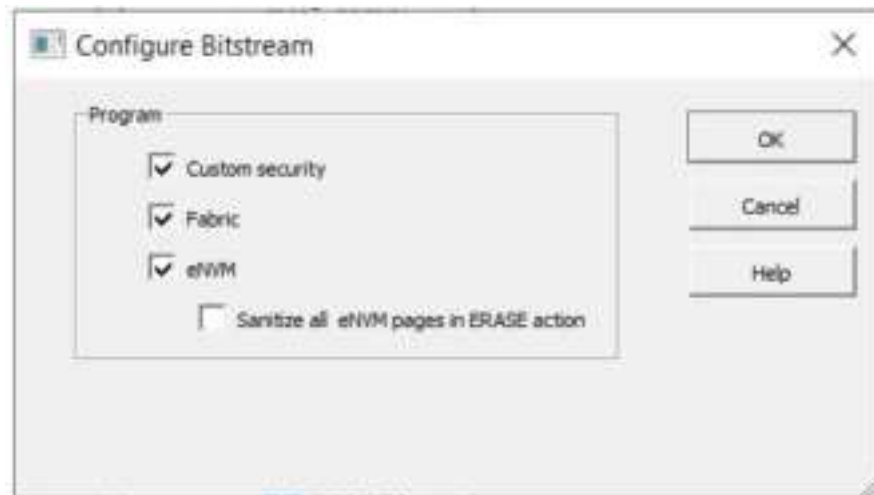 Configure Bitstream
Program
Custom security
Fabric
eNVM
Sanitize all eNVM pages in ERASE action
OK
Cancel
Help